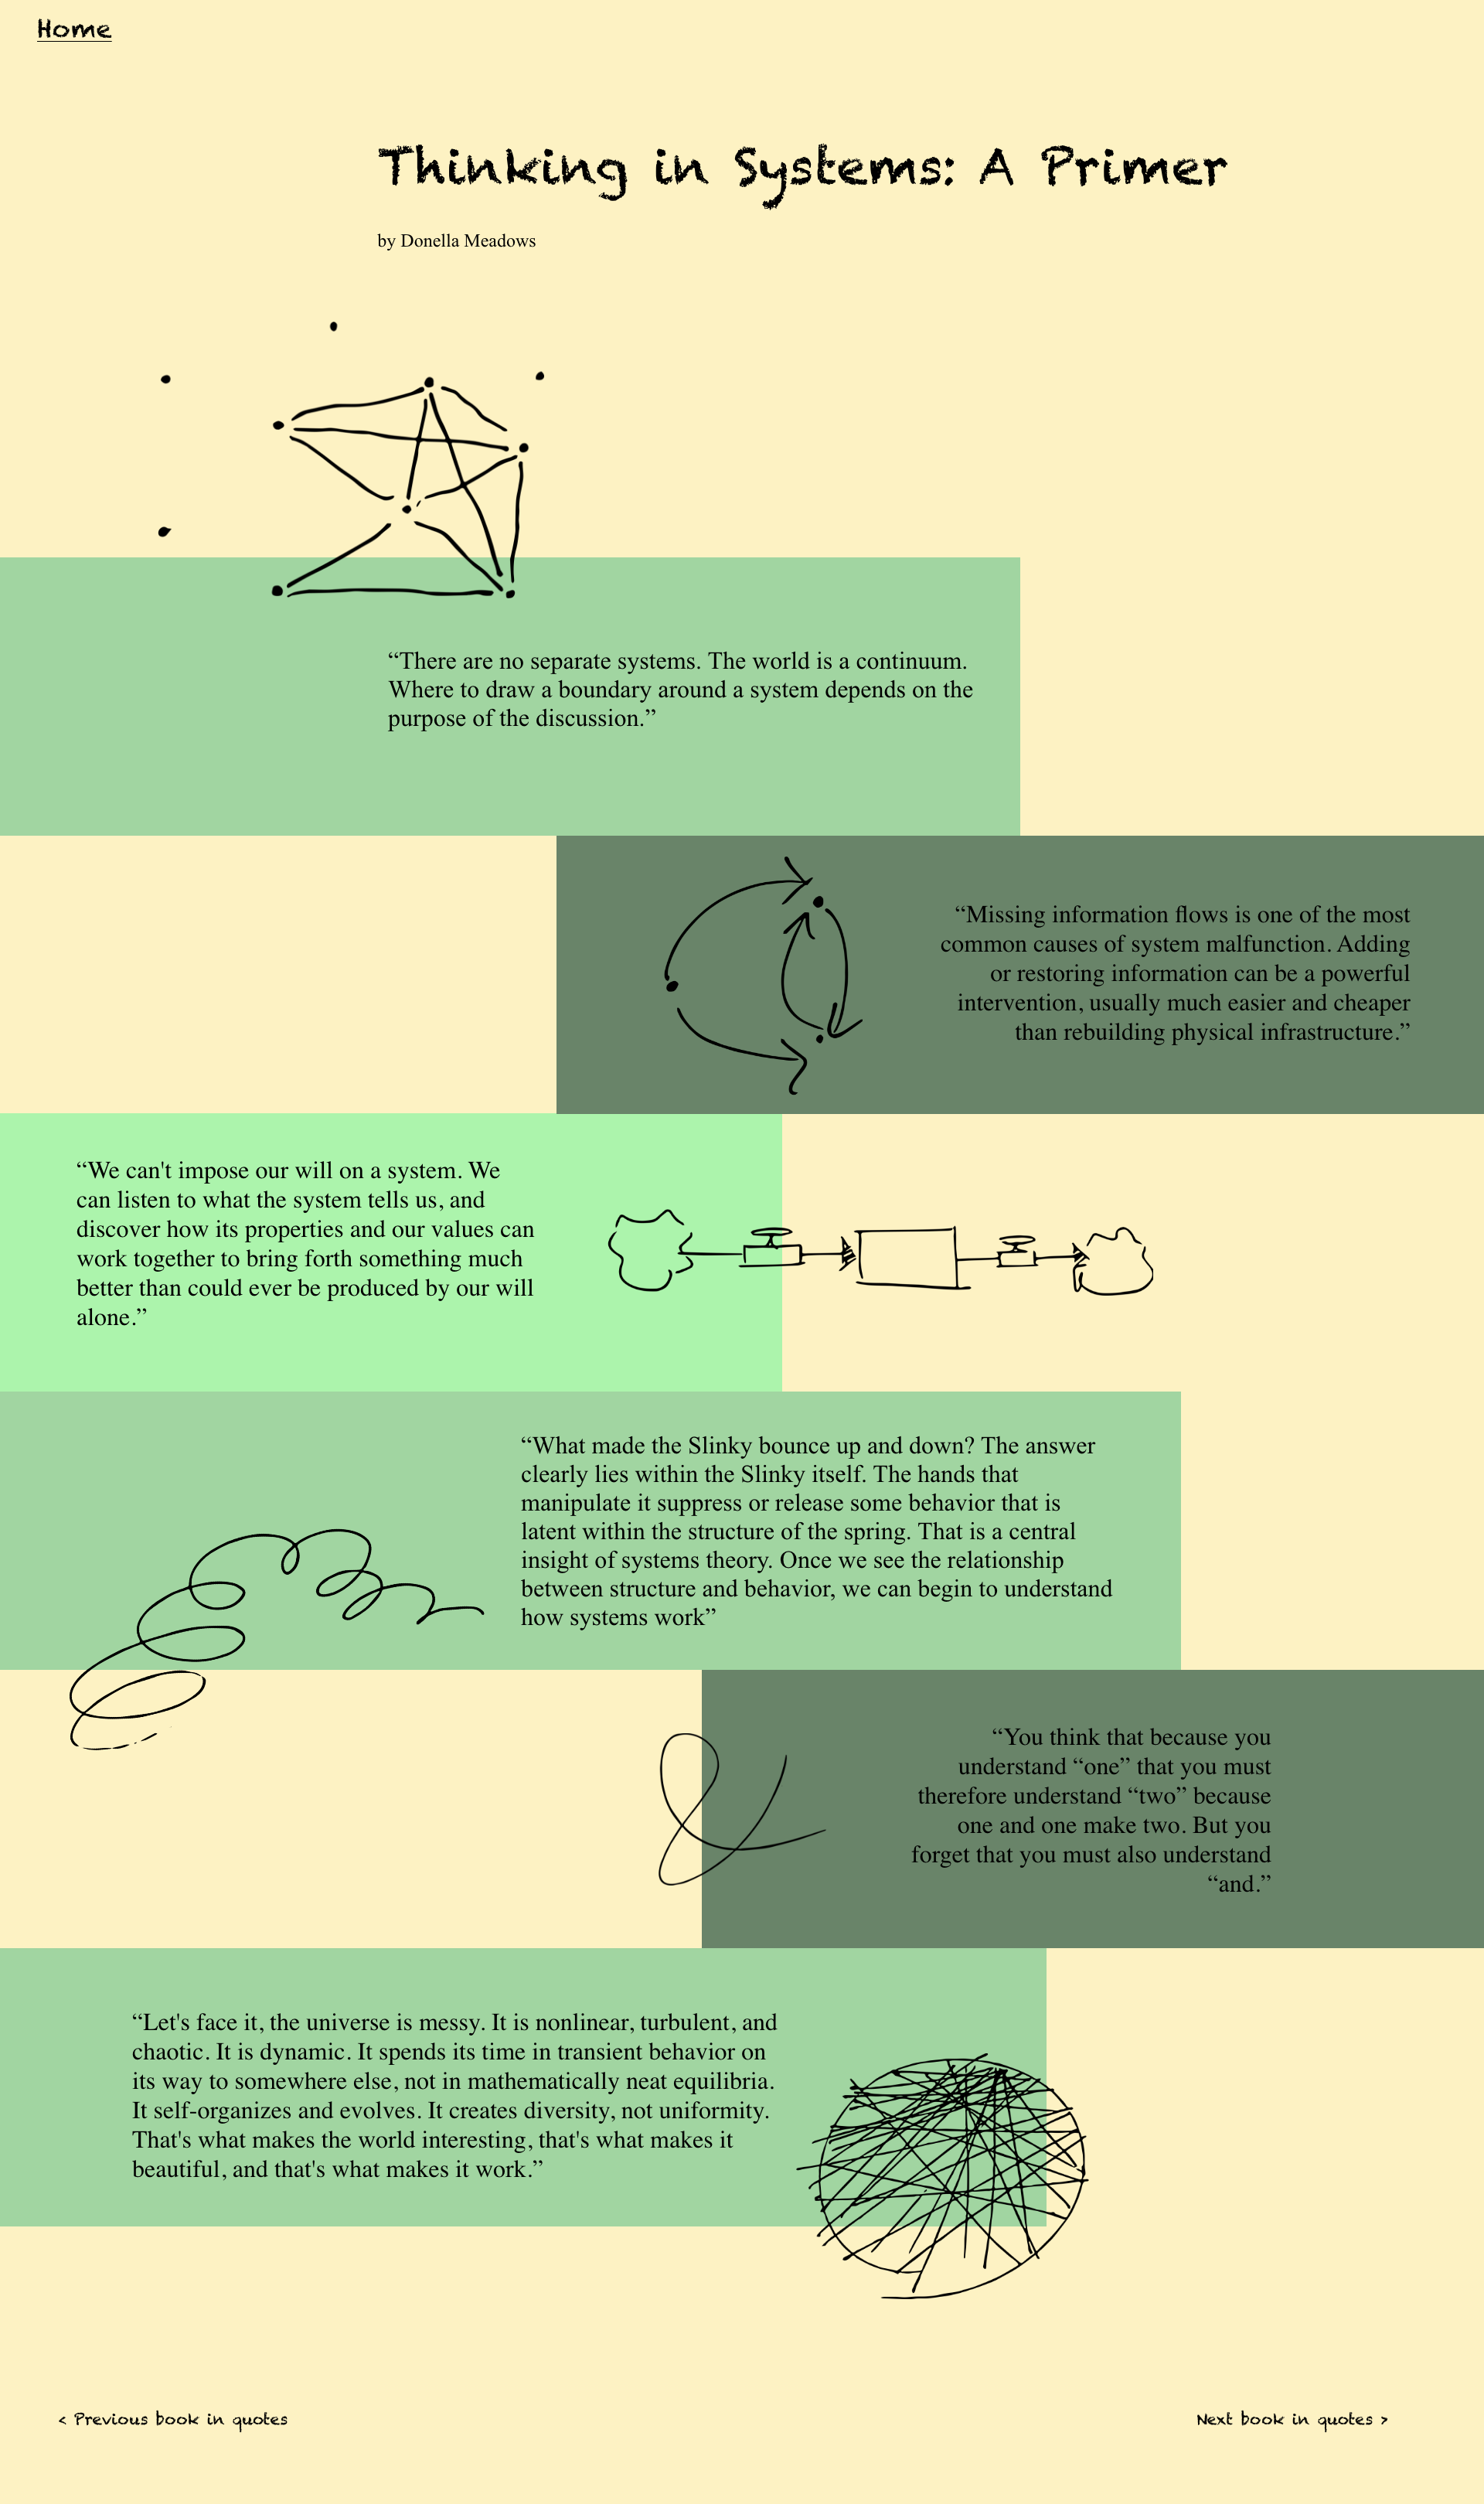 Home
Thinking in Systems: A Primer
by Donella Meadows
“There are no separate systems. The world is a continuum.
Where to draw a boundary around a system depends on the
purpose of the discussion.”
“Missing information flows is one of the most
common causes of system malfunction. Adding
or restoring information can be a powerful
intervention, usually much easier and cheaper
than rebuilding physical infrastructure.”
“We can't impose our will on a system. We
can listen to what the system tells us, and
discover how its properties and our values can
work together to bring forth something much
better than could ever be produced by our will
alone.”
“What made the Slinky bounce up and down? The answer
clearly lies within the Slinky itself. The hands that
manipulate it suppress or release some behavior that is
latent within the structure of the spring. That is a central
insight of systems theory. Once we see the relationship
between structure and behavior, we can begin to understand
how systems work”
“You think that because you
understand “one” that you must
therefore understand “two” because
one and one make two. But you
forget that you must also understand
“and.”
“Let's face it, the universe is messy. It is nonlinear, turbulent, and
chaotic. It is dynamic. It spends its time in transient behavior on
its way to somewhere else, not in mathematically neat equilibria.
It self-organizes and evolves. It creates diversity, not uniformity.
That's what makes the world interesting, that's what makes it
beautiful, and that's what makes it work.”
< Previous book in quotes
Next book in quotes >